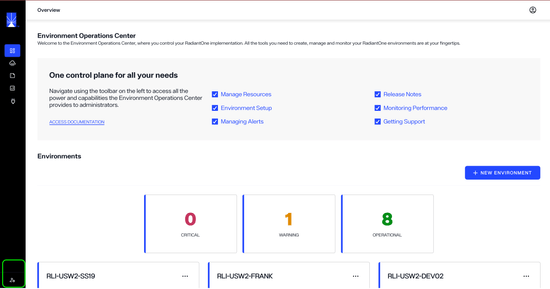 Overview
Environment Operations Center
Welcome to the Environment Operations Center, where you control your RadiantOne implementation. All the tools you need to create, manage and monitor your RadiantOne environments are at your fingertips.
One control plane for all your needs
Navigate using the toolbar on the left to access all the power and capabilities the Environment Operations Center provides to administrators.
ACCESS DOCUMENTATION
Manage Resources
Environment Setup
Managing Alerts
Release Notes
Monitoring Performance
Getting Support
Environments
+ NEW ENVIRONMENT
0
CRITICAL
1
WARNING
8
OPERATIONAL
RLI-USW2-SS19 ...
RLI-USW2-FRANK ...
RLI-USW2-DEV02 ...